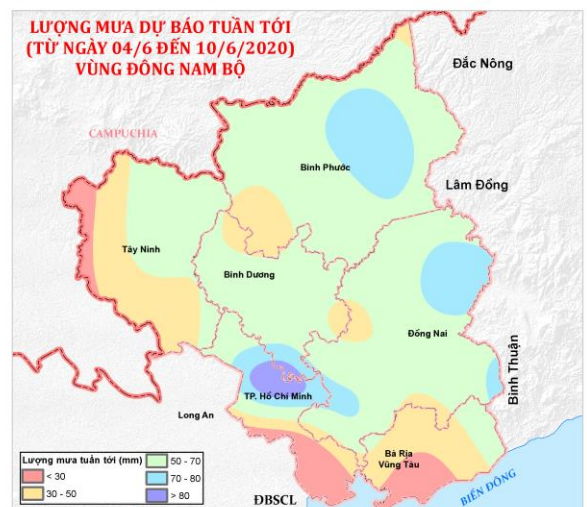 LƯỢNG MƯA DỰ BÁO TUẦN TỚI
(TỪ NGÀY 04/6 ĐẾN 10/6/2020)
VÙNG ĐÔNG NAM BỘ
Đắc Nông
CAMPUCHIA
Bình Phước
Lâm Đồng
Tây Ninh
Bình Dương
Đồng Nai
Bình Thuận
TP. Hồ Chí Minh
Long An
Bà Rịa
Vũng Tàu
Lượng mưa tuần tới (mm)
< 30
30 - 50
50 - 70
70 - 80
> 80
ĐBSCL
BIỂN ĐÔNG